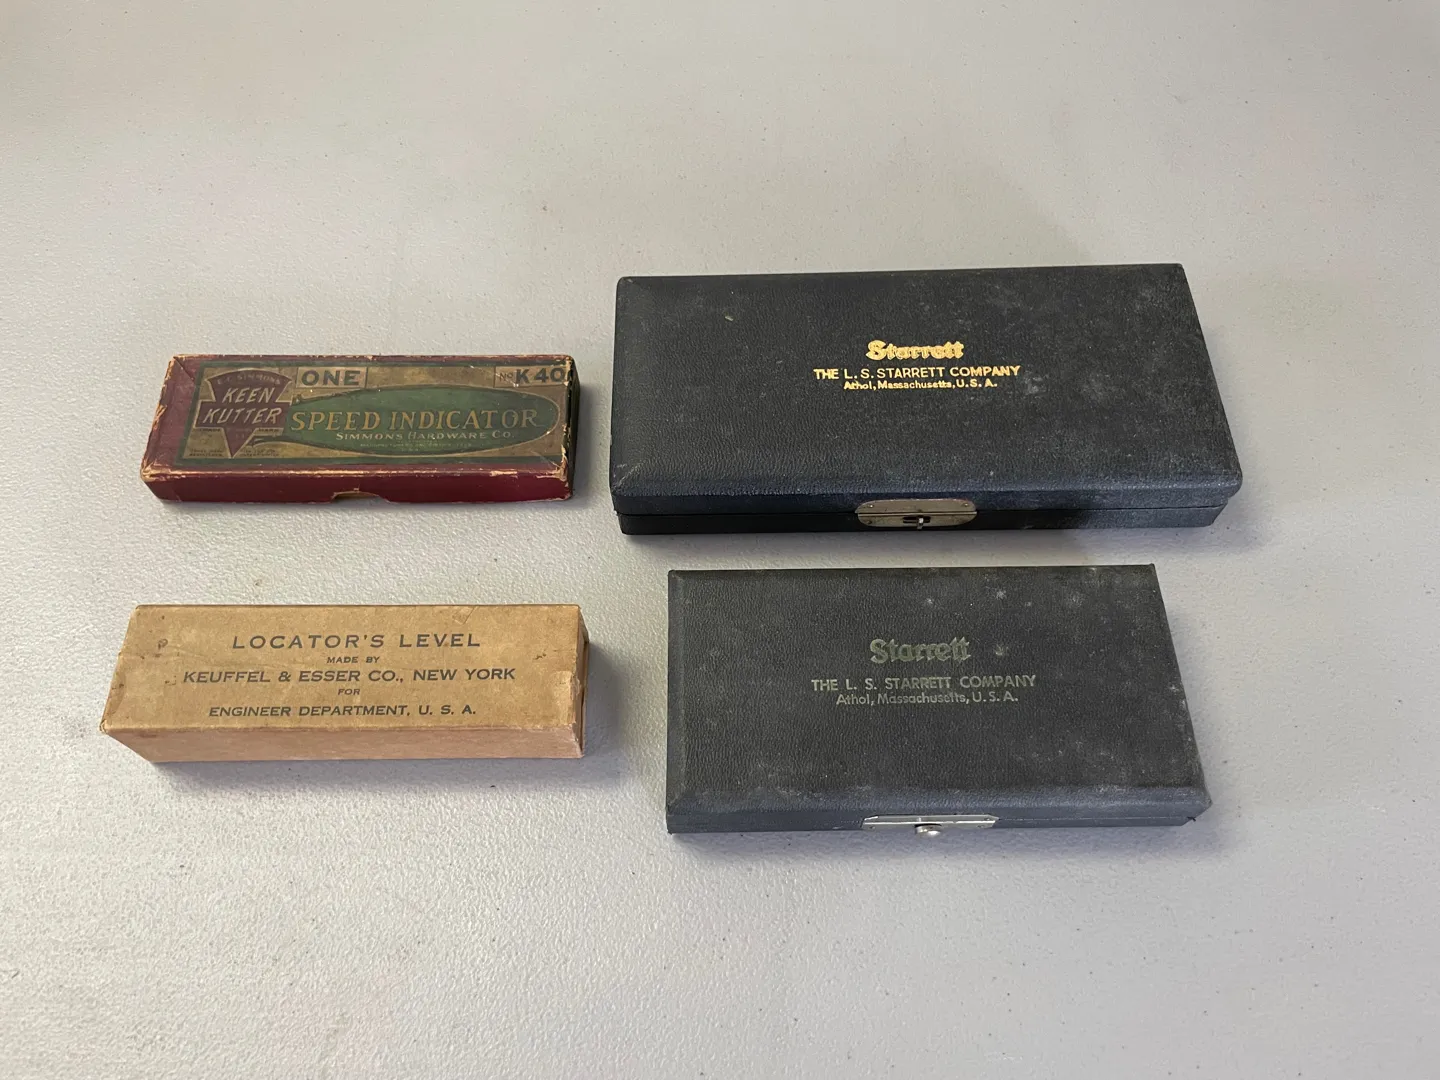 E. C. SIMMONS
KEEN
KUTTER
ONE
No K40
SPEED INDICATOR
SIMMONS HARDWARE CO.
Starrett
THE L. S. STARRETT COMPANY
Athol, Massachusetts, U.S.A.
LOCATOR'S LEVEL
MADE BY
KEUFFEL & ESSER CO., NEW YORK
FOR
ENGINEER DEPARTMENT, U. S. A.
Starrett
THE L. S. STARRETT COMPANY
Athol, Massachusetts, U.S.A.